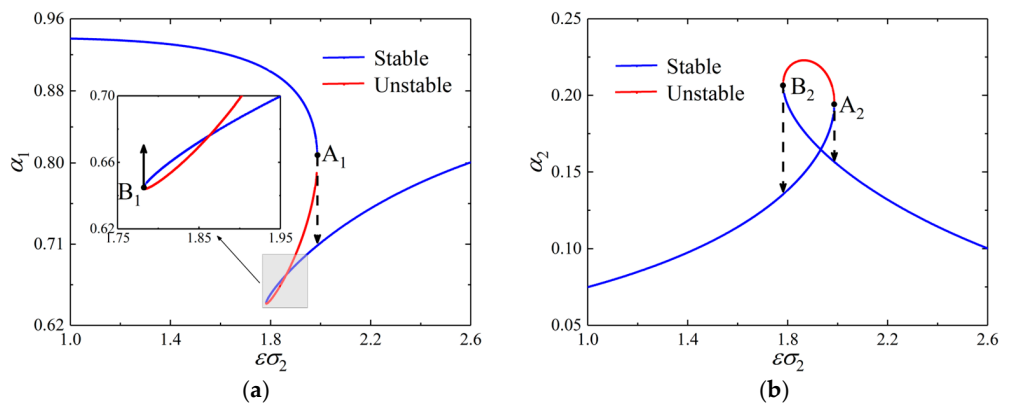 0.96
0.88
0.80
0.71
0.62
α1
Stable
Unstable
0.70
0.66
0.62
B1
1.75
1.85
1.95
A1
1.0
1.4
1.8
2.2
2.6
εσ2
(a)
0.25
0.20
0.15
0.10
0.05
α2
Stable
Unstable
B2
A2
1.0
1.4
1.8
2.2
2.6
εσ2
(b)